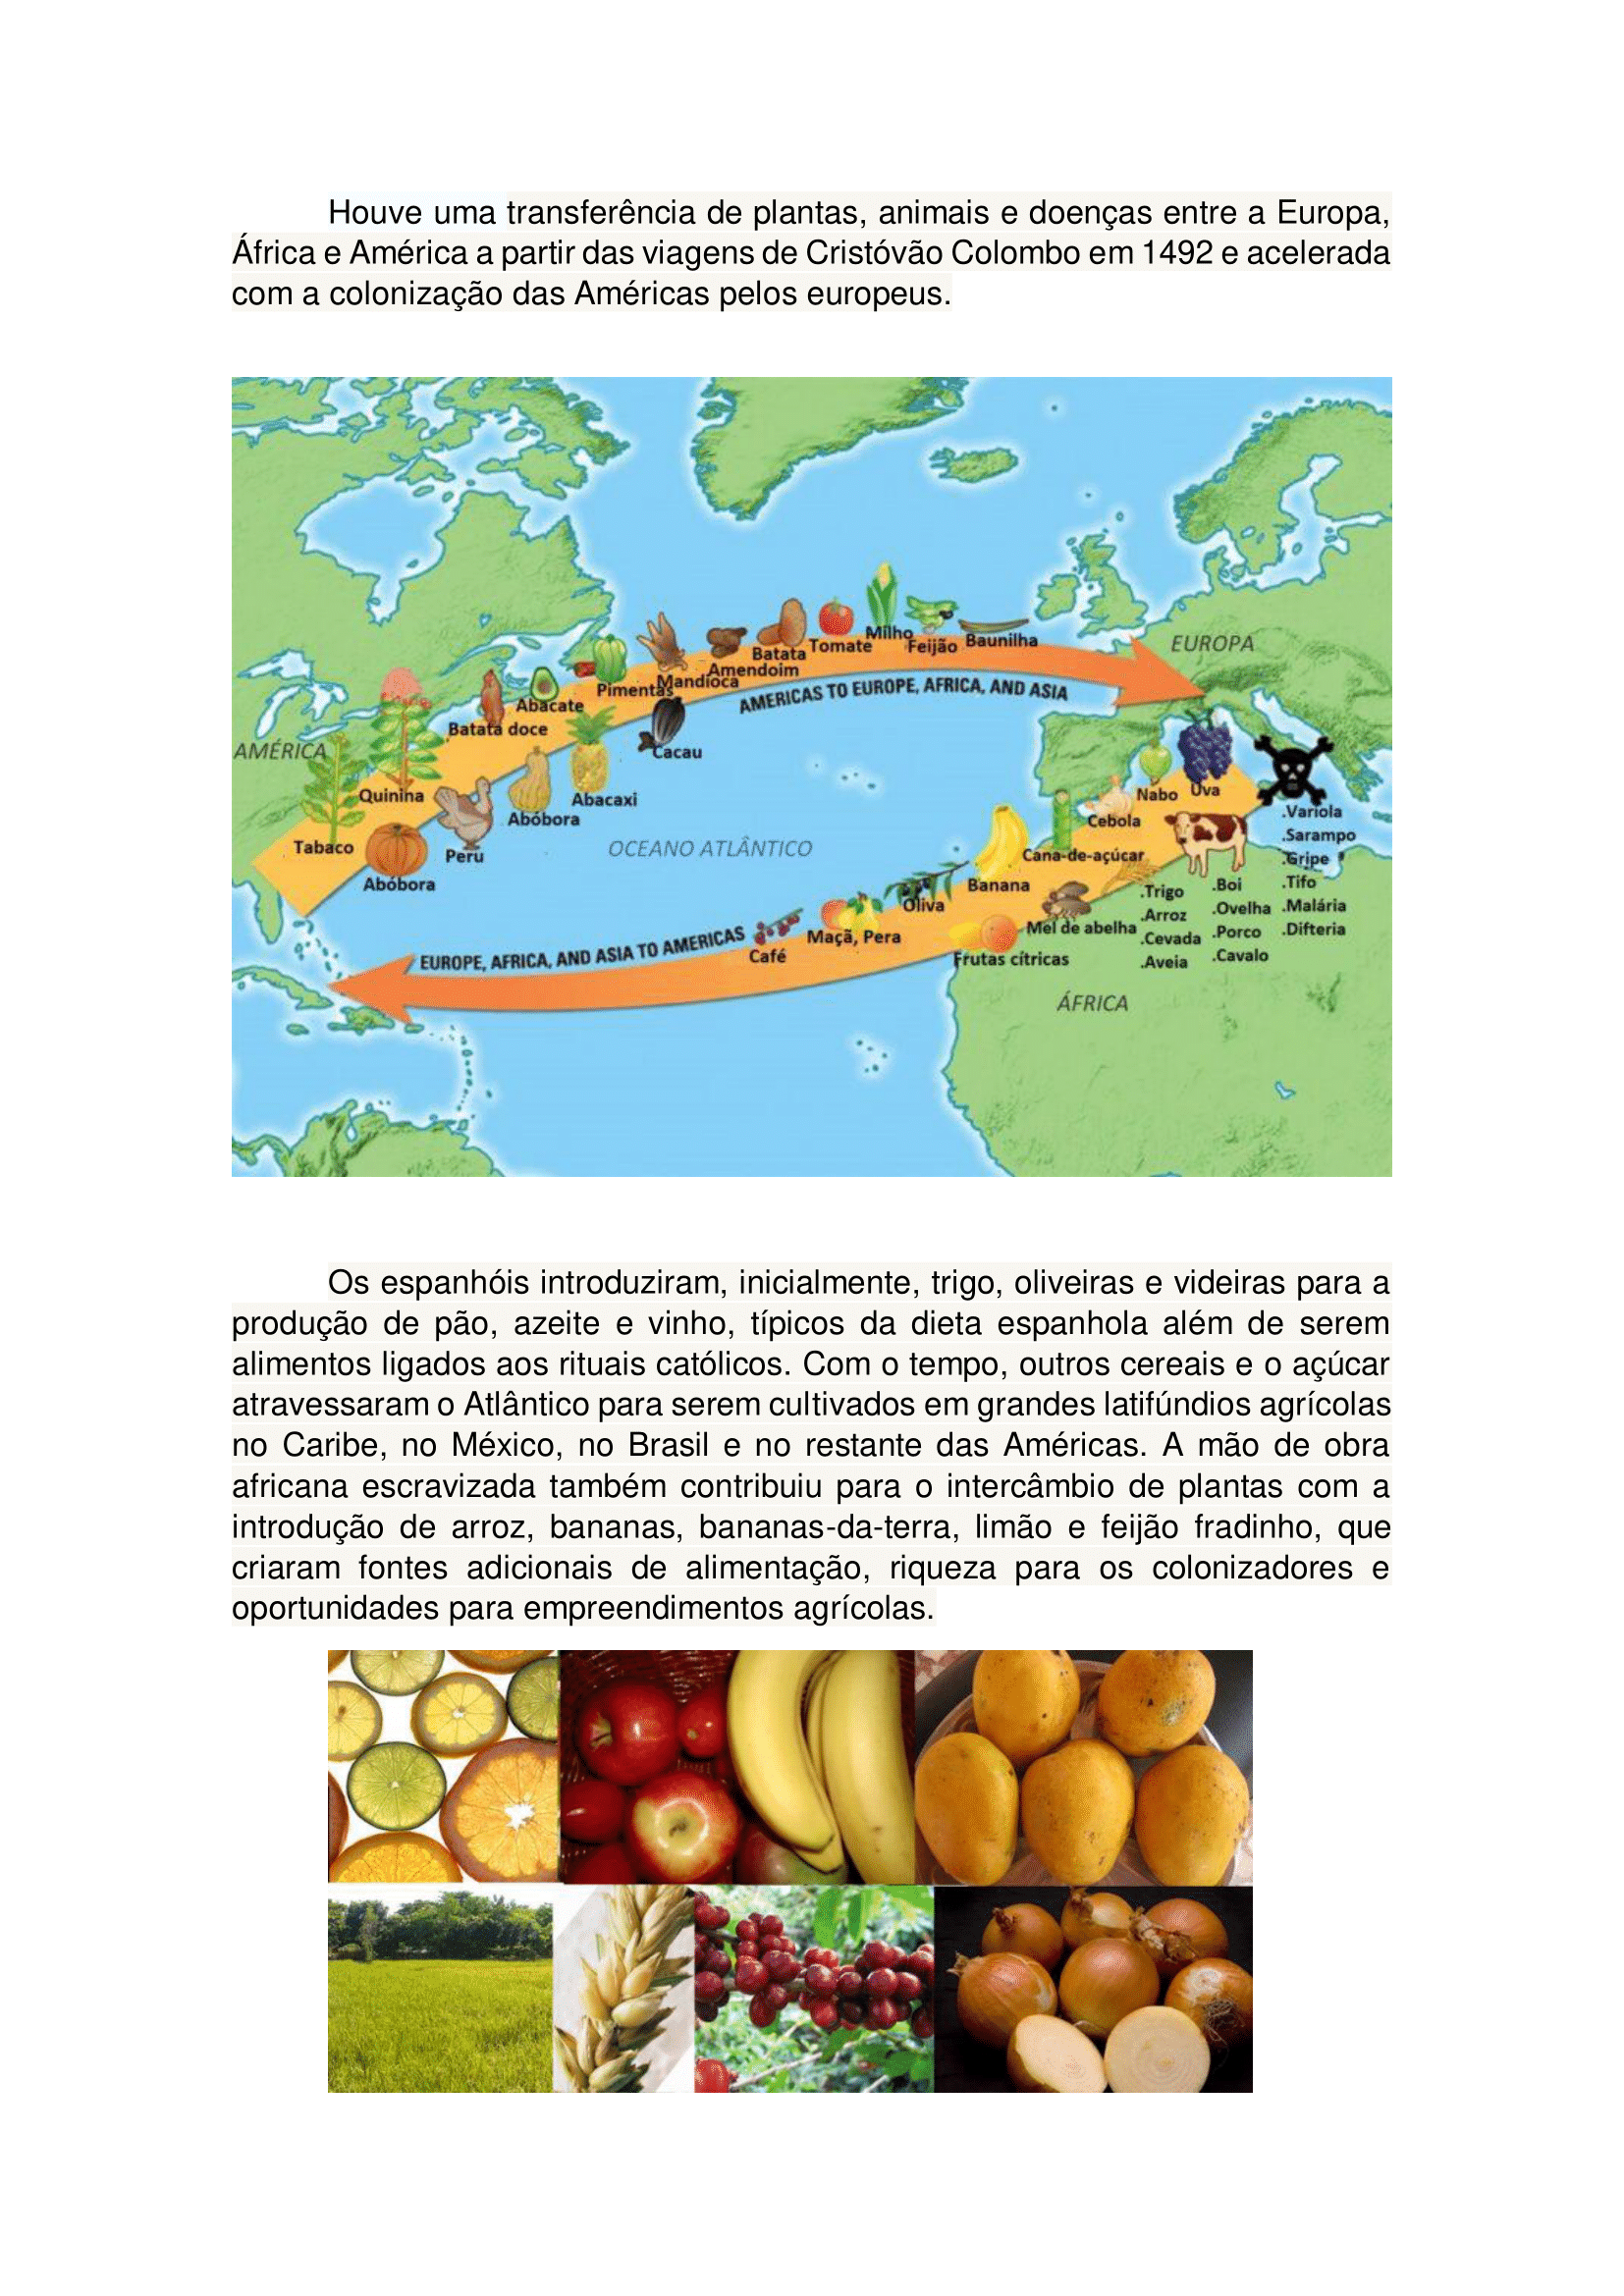 Houve uma transferência de plantas, animais e doenças entre a Europa,
África e América a partir das viagens de Cristóvão Colombo em 1492 e acelerada
com a colonização das Américas pelos europeus.
Milho
Tomate
Feijão
Baunilha
Batata
Amendoim
Mandioca
Pimentas
Abacate
Batata doce
EUROPA
AMERICAS TO EUROPE, AFRICA, AND ASIA
AMÉRICA
Cacau
Quinina
Abacaxi
Abóbora
Tabaco
Peru
Abóbora
OCEANO ATLÂNTICO
Nabo
Uva
Cebola
Cana-de-açúcar
Banana
Oliva
Mel de abelha
Maçã, Pera
Café
Frutas cítricas
.Trigo
.Arroz
.Cevada
.Aveia
.Boi
.Ovelha
.Porco
.Cavalo
.Varíola
.Sarampo
.Gripe
.Tifo
.Malária
.Difteria
EUROPE, AFRICA, AND ASIA TO AMERICAS
ÁFRICA
Os espanhóis introduziram, inicialmente, trigo, oliveiras e videiras para a
produção de pão, azeite e vinho, típicos da dieta espanhola além de serem
alimentos ligados aos rituais católicos. Com o tempo, outros cereais e o açúcar
atravessaram o Atlântico para serem cultivados em grandes latifúndios agrícolas
no Caribe, no México, no Brasil e no restante das Américas. A mão de obra
africana escravizada também contribuiu para o intercâmbio de plantas com a
introdução de arroz, bananas, bananas-da-terra, limão e feijão fradinho, que
criaram fontes adicionais de alimentação, riqueza para os colonizadores e
oportunidades para empreendimentos agrícolas.